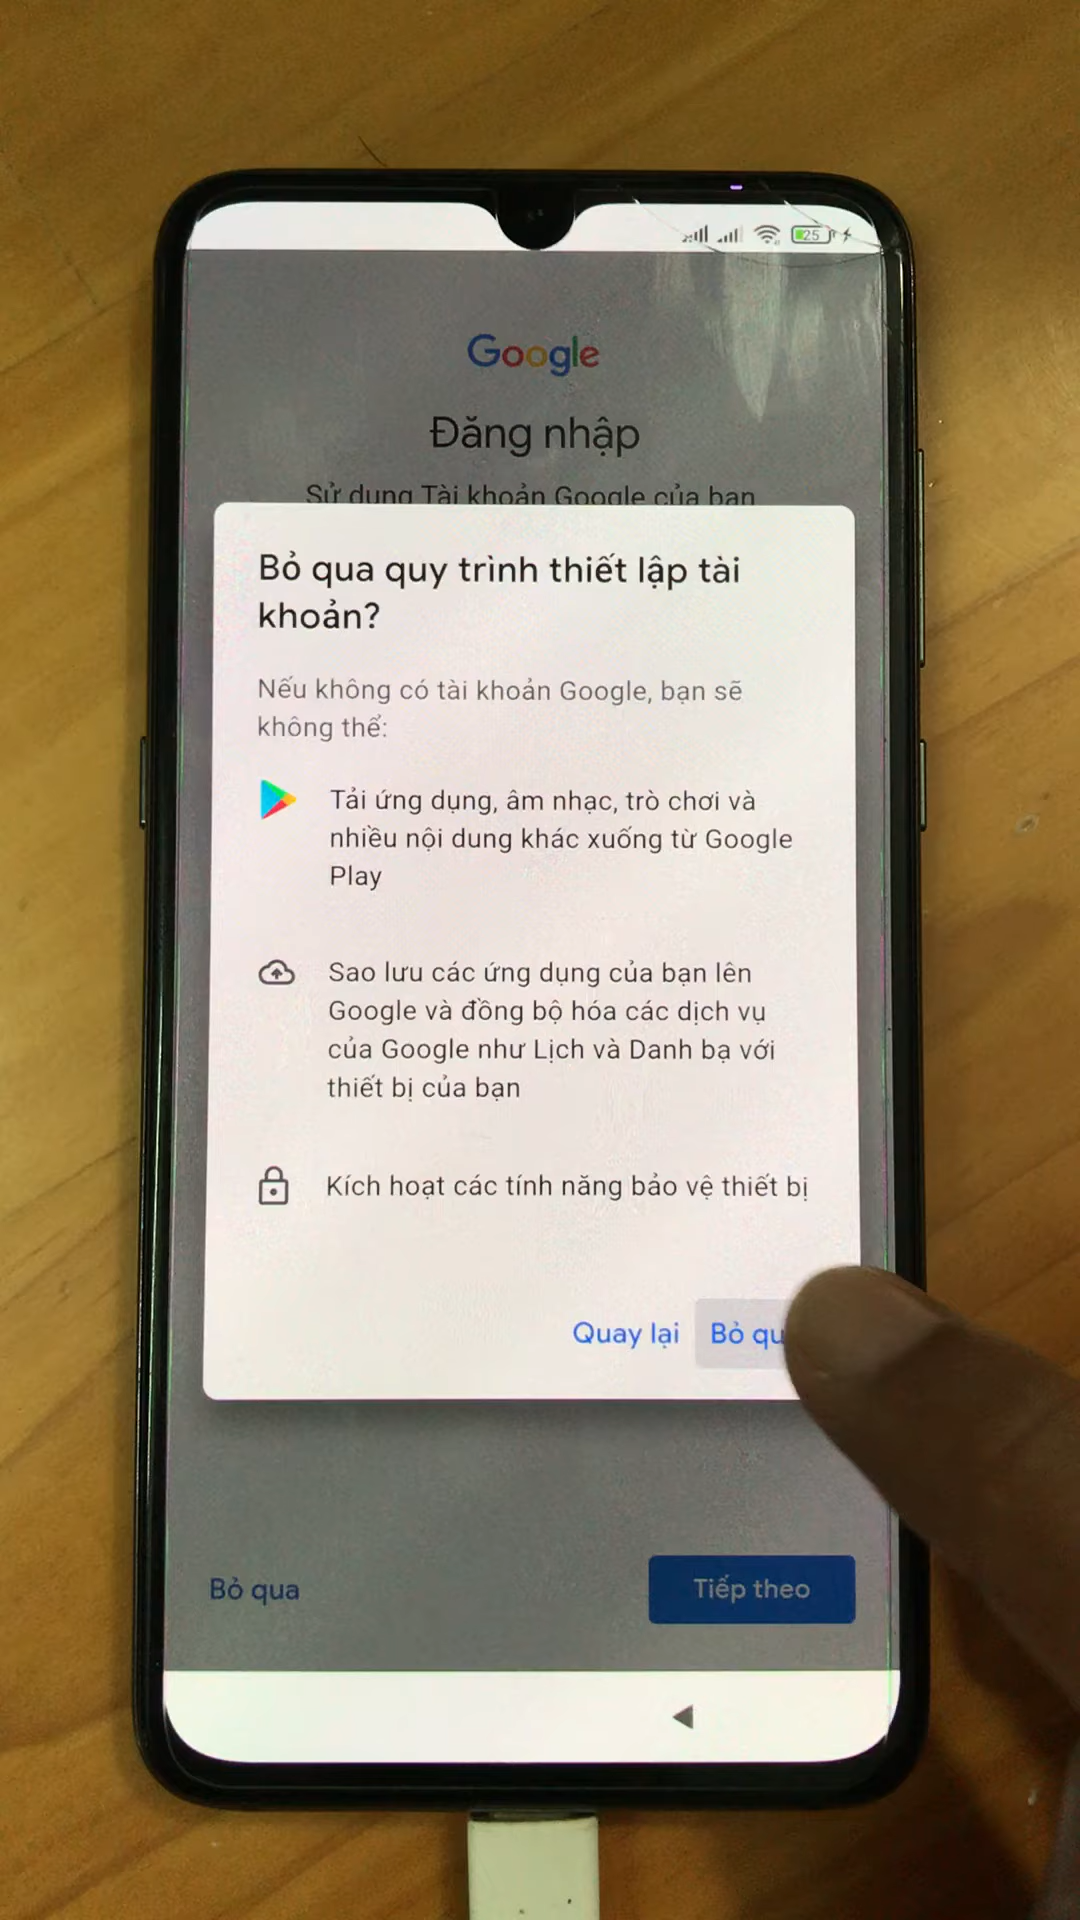 25
Google
Đăng nhập
Sử dụng Tài khoản Google của bạn
Bỏ qua quy trình thiết lập tài
khoản?
Nếu không có tài khoản Google, bạn sẽ
không thể:
Tải ứng dụng, âm nhạc, trò chơi và
nhiều nội dung khác xuống từ Google
Play
Sao lưu các ứng dụng của bạn lên
Google và đồng bộ hóa các dịch vụ
của Google như Lịch và Danh bạ với
thiết bị của bạn
Kích hoạt các tính năng bảo vệ thiết bị
Quay lại Bỏ qu
Bỏ qua Tiếp theo